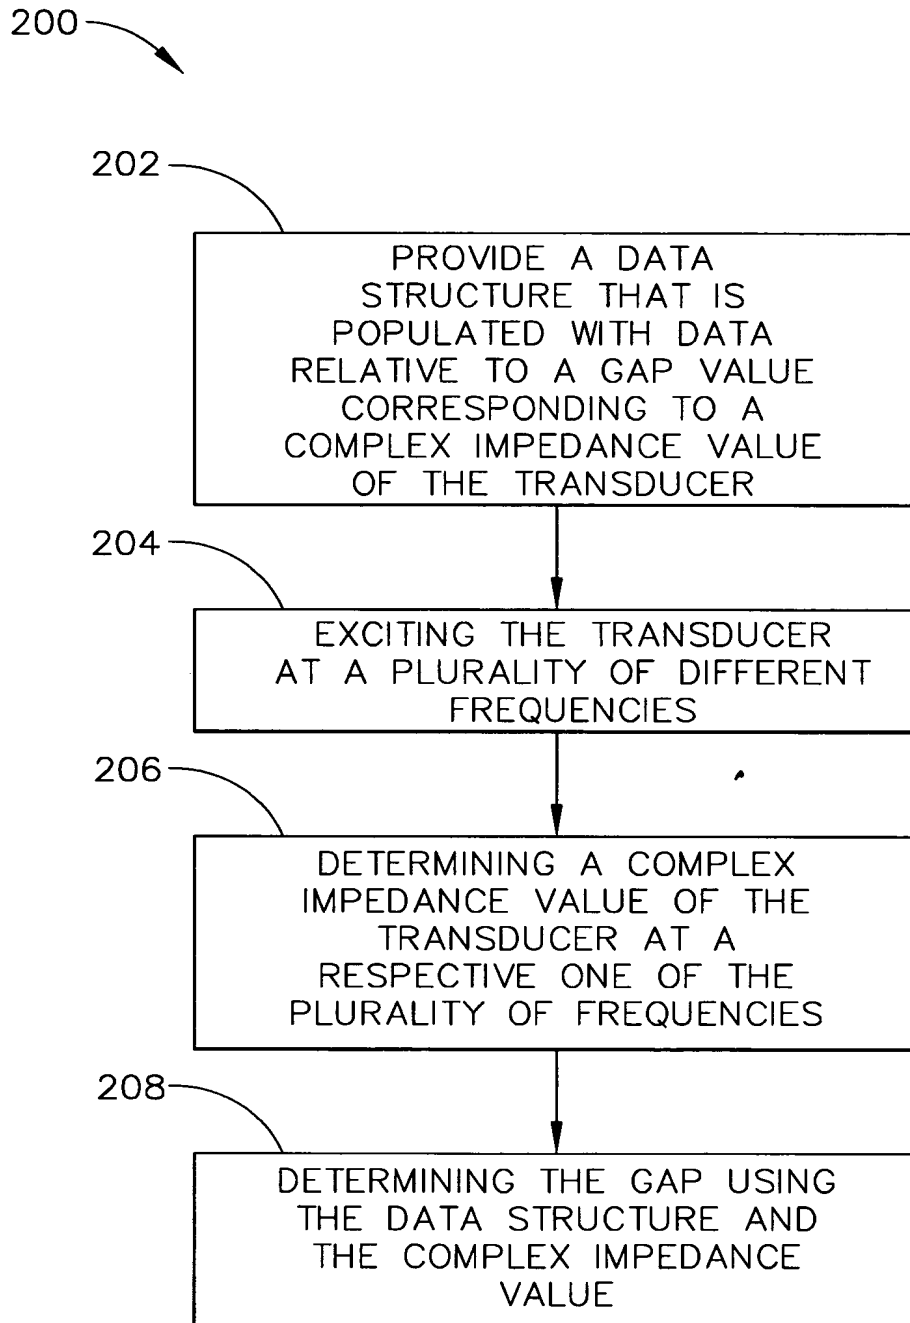 200
202
PROVIDE A DATA
STRUCTURE THAT IS
POPULATED WITH DATA
RELATIVE TO A GAP VALUE
CORRESPONDING TO A
COMPLEX IMPEDANCE VALUE
OF THE TRANSDUCER
204
EXCITING THE TRANSDUCER
AT A PLURALITY OF DIFFERENT
FREQUENCIES
206
DETERMINING A COMPLEX
IMPEDANCE VALUE OF THE
TRANSDUCER AT A
RESPECTIVE ONE OF THE
PLURALITY OF FREQUENCIES
208
DETERMINING THE GAP USING
THE DATA STRUCTURE AND
THE COMPLEX IMPEDANCE
VALUE